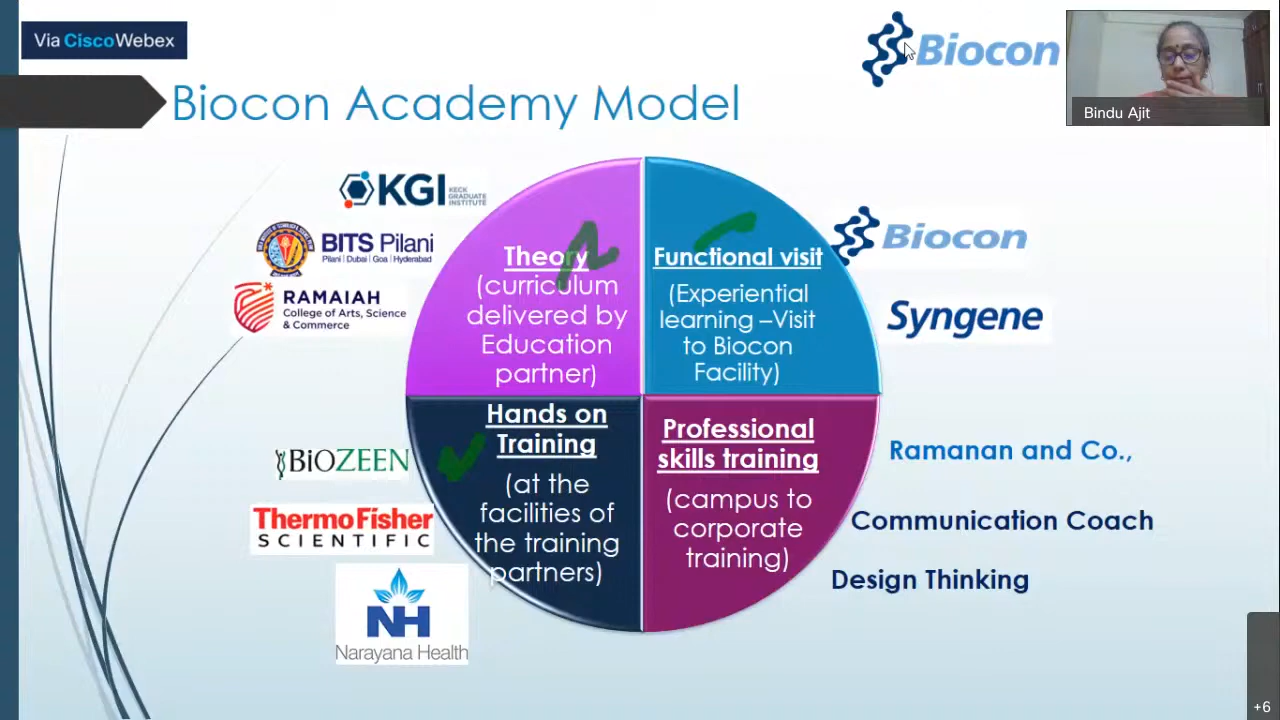 Via CiscoWebex
Biocon
Bindu Ajit
Biocon Academy Model
KGI KECK
GRADUATE
INSTITUTE
BITS Pilani
Pilani | Dubai | Goa | Hyderabad
RAMAIAH
College of Arts, Science
& Commerce
Theory
(curriculum
delivered by
Education
partner)
Functional visit
(Experiential
learning –Visit
to Biocon
Facility)
Biocon
Syngene
BiOZEEN
ThermoFisher
SCIENTIFIC
NH
Narayana Health
Hands on
Training
(at the
facilities of
the training
partners)
Professional
skills training
(campus to
corporate
training)
Ramanan and Co.,
Communication Coach
Design Thinking
+6